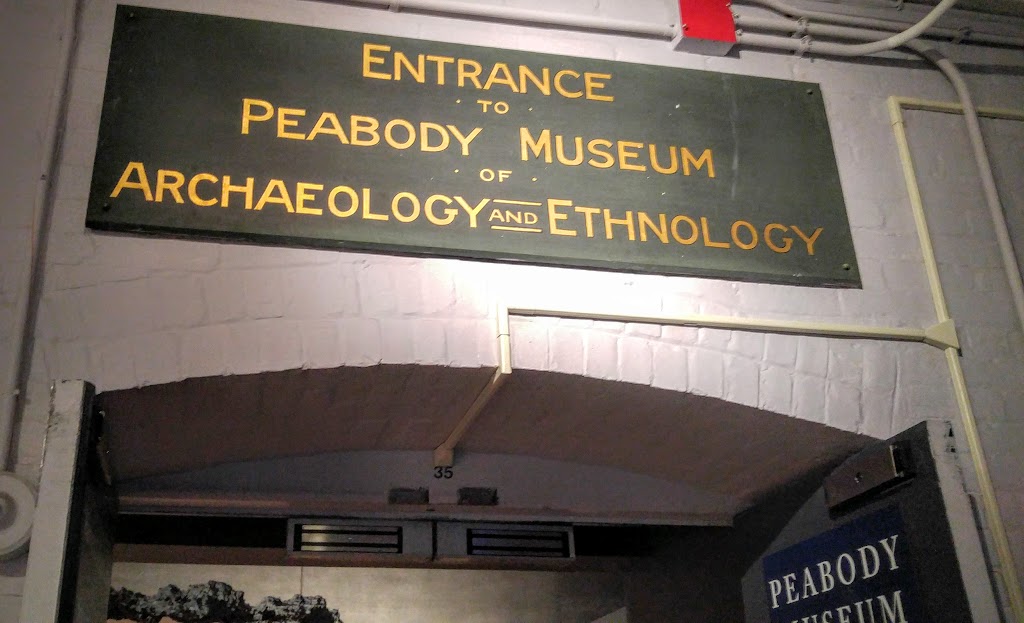 ENTRANCE
TO
PEABODY MUSEUM
OF
ARCHAEOLOGY AND ETHNOLOGY
35
PEABODY
MUSEUM